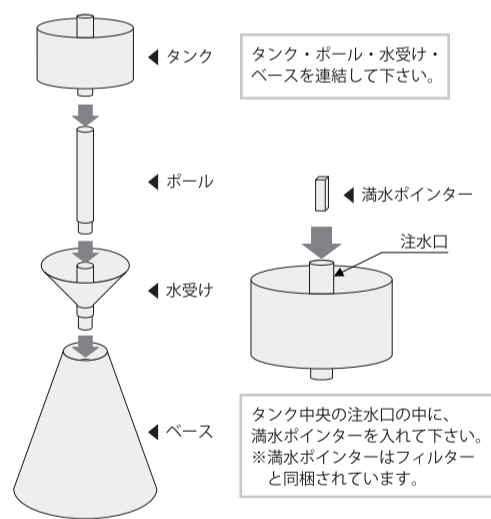 タンク
タンク・ポール・水受け・
ベースを連結して下さい。
ポール
満水ポインター
注水口
水受け
ベース
タンク中央の注水口の中に、
満水ポインターを入れて下さい。
※満水ポインターはフィルター
と同梱されています。